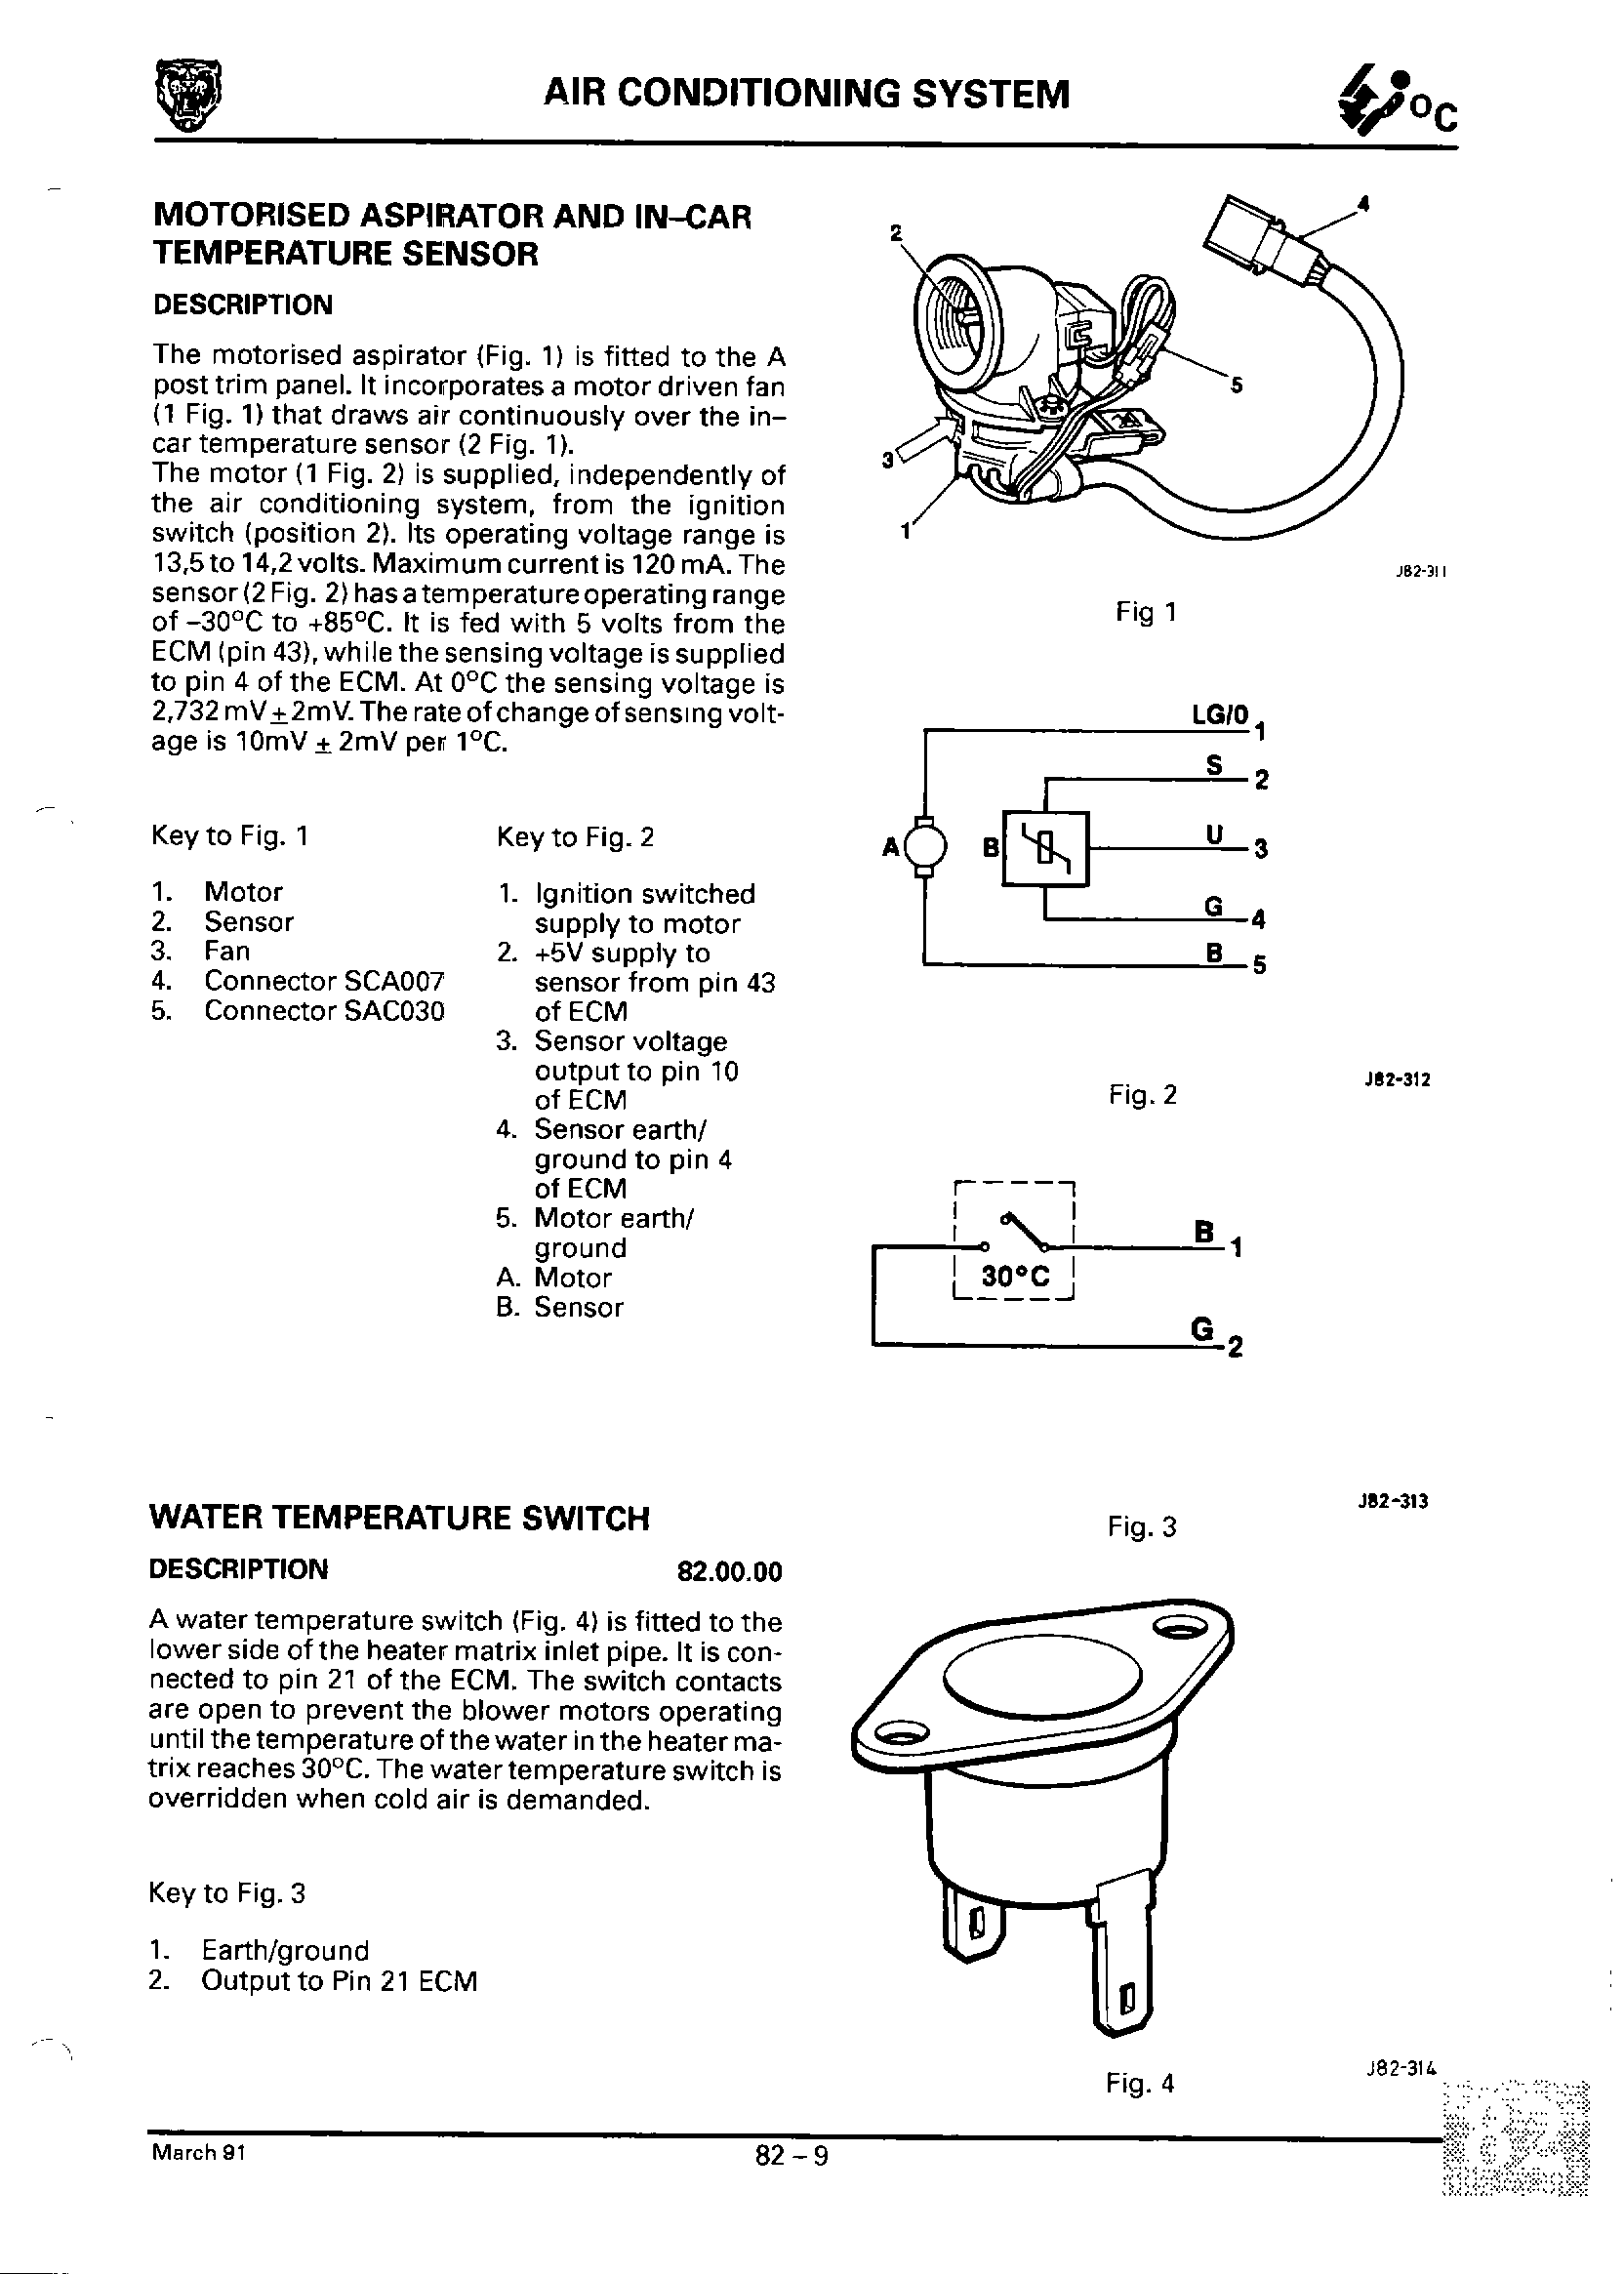 AIR CONDITIONING SYSTEM
°C
MOTORISED ASPIRATOR AND IN-CAR
TEMPERATURE SENSOR
DESCRIPTION
The motorised aspirator (Fig. 1) is fitted to the A
post trim panel. It incorporates a motor driven fan
(1 Fig. 1) that draws air continuously over the in-
car temperature sensor (2 Fig. 1).
The motor (1 Fig. 2) is supplied, independently of
the air conditioning system, from the ignition
switch (position 2). Its operating voltage range is
13,5 to 14,2 volts. Maximum current is 120 mA. The
sensor (2 Fig. 2) has a temperature operating range
of -30°C to +85°C. It is fed with 5 volts from the
ECM (pin 43), while the sensing voltage is supplied
to pin 4 of the ECM. At 0°C the sensing voltage is
2,732 mV ± 2mV. The rate of change of sensing volt-
age is 10mV ± 2mV per 1°C.
Key to Fig. 1
1. Motor
2. Sensor
3. Fan
4. Connector SCA007
5. Connector SAC030
Key to Fig. 2
1. Ignition switched
supply to motor
2. +5V supply to
sensor from pin 43
of ECM
3. Sensor voltage
output to pin 10
of ECM
4. Sensor earth/
ground to pin 4
of ECM
5. Motor earth/
ground
A. Motor
B. Sensor
2
4
5
3
1
J82-311
Fig 1
LG/O 1
S 2
A B U 3
G 4
B 5
Fig. 2
J82-312
B 1
30°C
G 2
J82-313
Fig. 3
WATER TEMPERATURE SWITCH
DESCRIPTION 82.00.00
A water temperature switch (Fig. 4) is fitted to the
lower side of the heater matrix inlet pipe. It is con-
nected to pin 21 of the ECM. The switch contacts
are open to prevent the blower motors operating
until the temperature of the water in the heater ma-
trix reaches 30°C. The water temperature switch is
overridden when cold air is demanded.
Key to Fig. 3
1. Earth/ground
2. Output to Pin 21 ECM
J82-314
Fig. 4
March 91
82 – 9
82